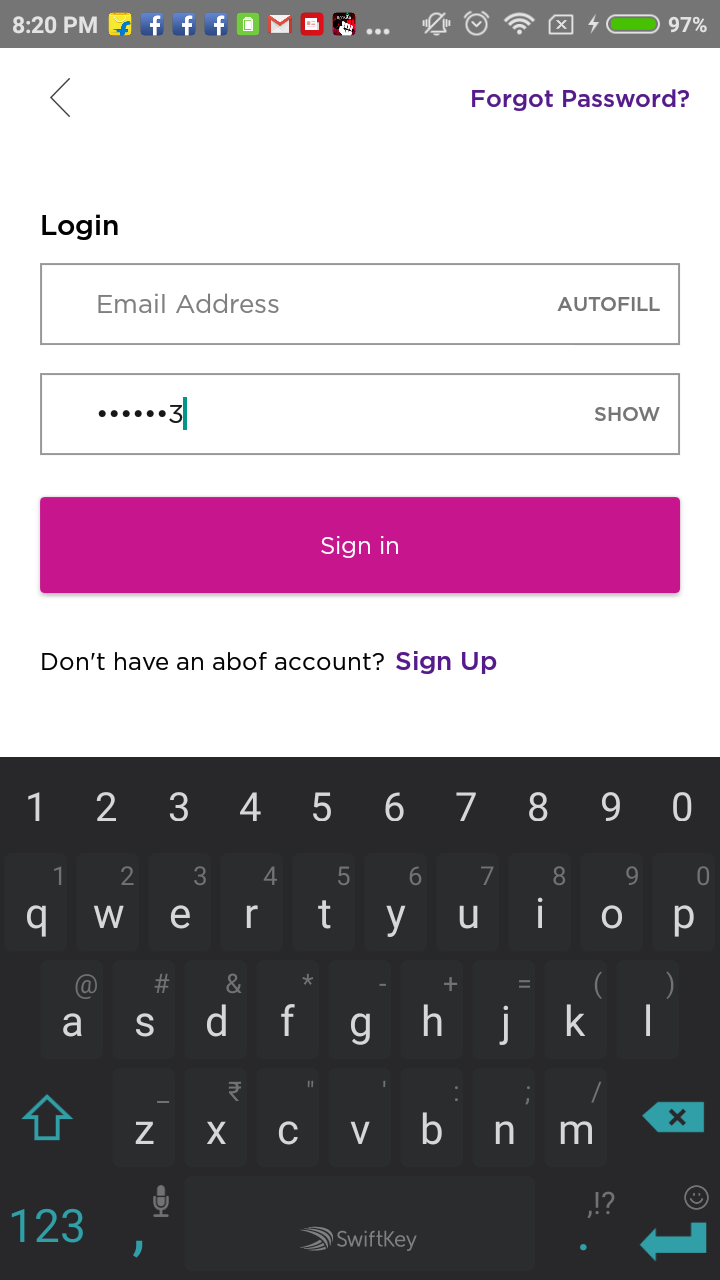 8:20 PM ... 97%
Forgot Password?
Login
Email Address AUTOFILL
••••••3 SHOW
Sign in
Don't have an abof account? Sign Up
1 2 3 4 5 6 7 8 9 0
1 2 3 4 5 6 7 8 9 0
q w e r t y u i o p
@ # & * - + = ( )
a s d f g h j k l
_ ₹ " ' : ; /
z x c v b n m
123 , SwiftKey ,!? .